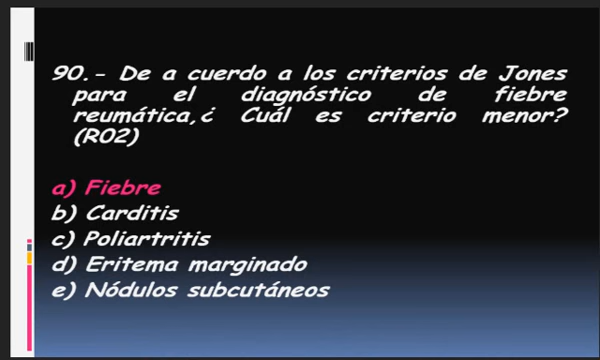 90.- De a cuerdo a los criterios de Jones
para el diagnóstico de fiebre
reumática,¿ Cuál es criterio menor?
(R02)
a) Fiebre
b) Carditis
c) Poliartritis
d) Eritema marginado
e) Nódulos subcutáneos